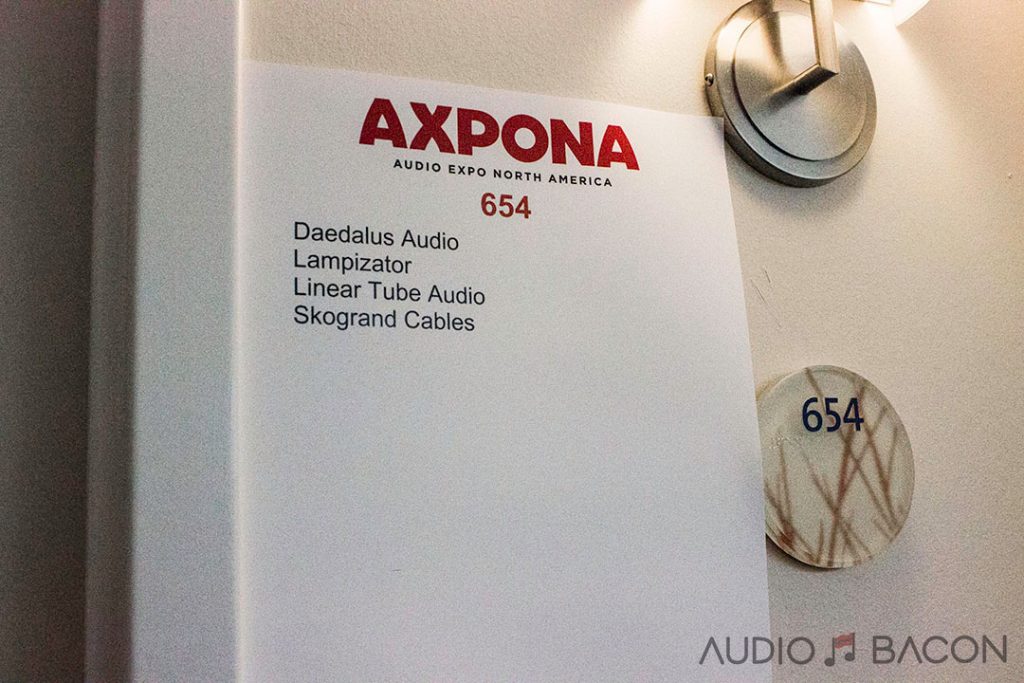 AXPONA
AUDIO EXPO NORTH AMERICA
654
Daedalus Audio
Lampizator
Linear Tube Audio
Skogrand Cables
654
AUDIO BACON